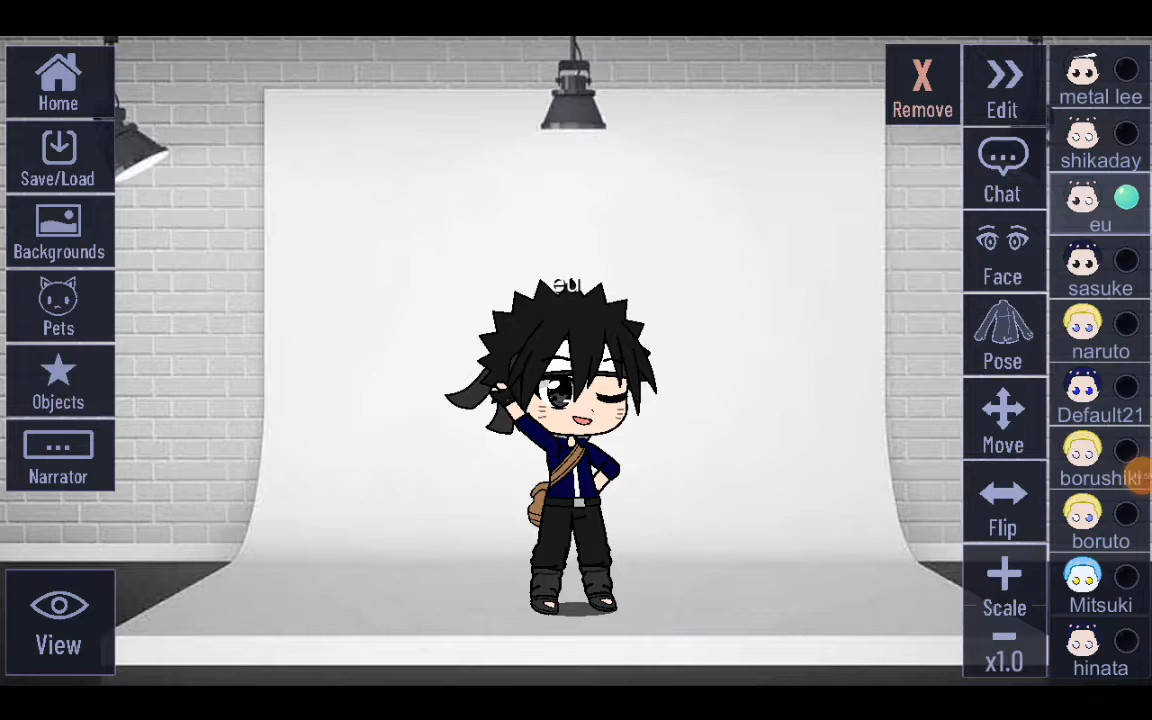 Home
Save/Load
Backgrounds
Pets
Objects
Narrator
View
eu
X
Remove
Edit
Chat
Face
Pose
Move
Flip
Scale
x1.0
metal lee
shikaday
eu
sasuke
naruto
Default21
borushiki
boruto
Mitsuki
hinata